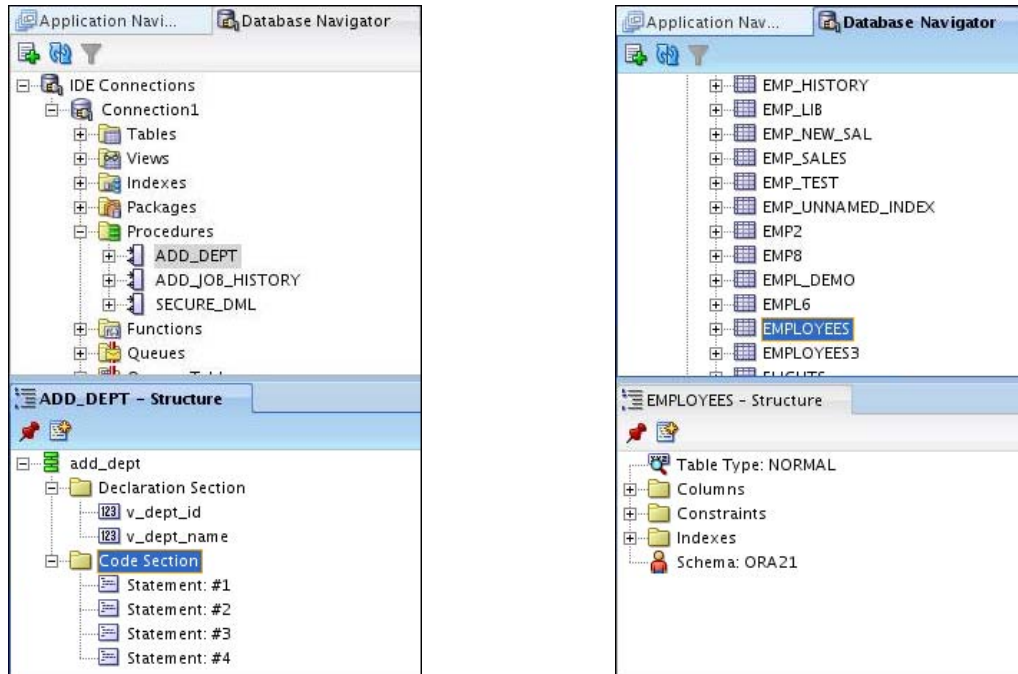 Application Navi...
Database Navigator
IDE Connections
Connection1
Tables
Views
Indexes
Packages
Procedures
ADD_DEPT
ADD_JOB_HISTORY
SECURE_DML
Functions
Queues
ADD_DEPT - Structure
add_dept
Declaration Section
v_dept_id
v_dept_name
Code Section
Statement: #1
Statement: #2
Statement: #3
Statement: #4
Application Nav...
Database Navigator
EMP_HISTORY
EMP_LIB
EMP_NEW_SAL
EMP_SALES
EMP_TEST
EMP_UNNAMED_INDEX
EMP2
EMP8
EMPL_DEMO
EMPL6
EMPLOYEES
EMPLOYEES3
EMPLOYEES - Structure
Table Type: NORMAL
Columns
Constraints
Indexes
Schema: ORA21